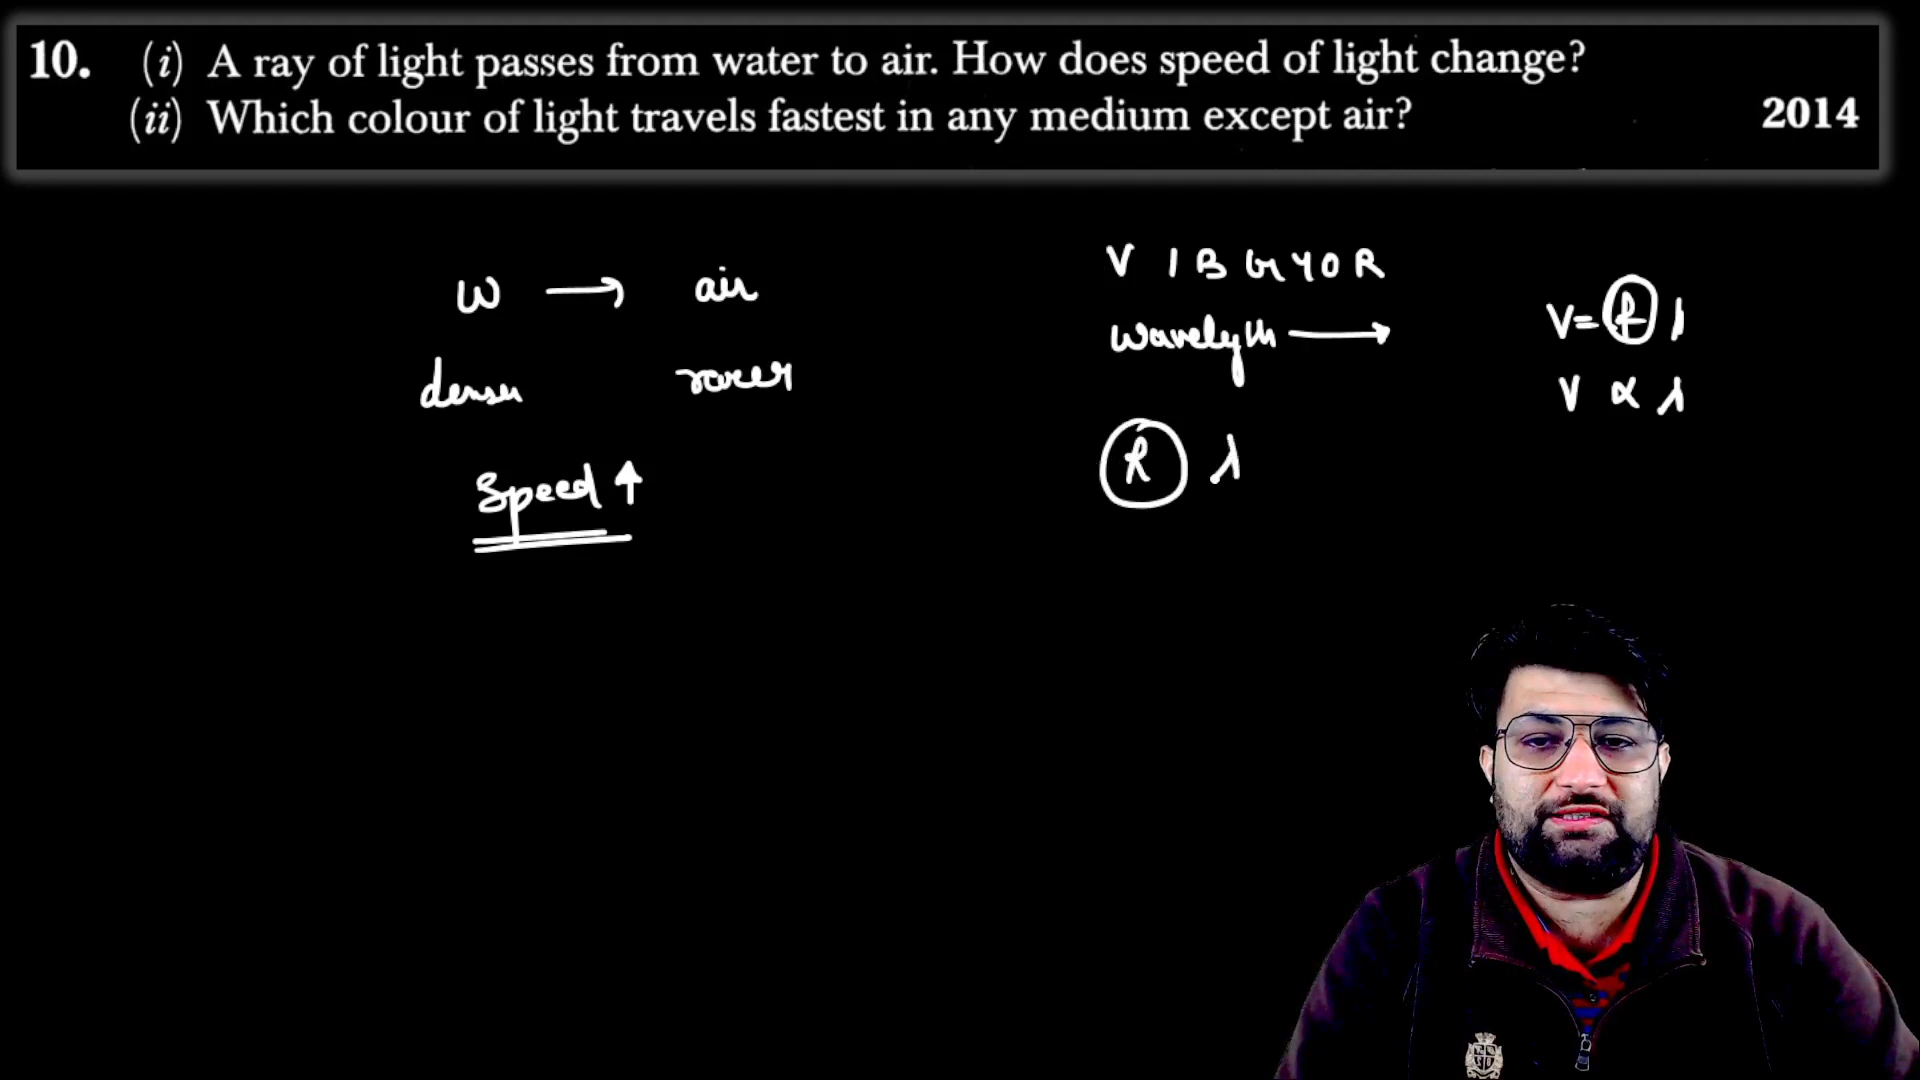 10. (i) A ray of light passes from water to air. How does speed of light change?
(ii) Which colour of light travels fastest in any medium except air? 2014
W → air
denser rarer
Speed ↑
V I B G Y O R
wavelength →
R λ
V = f λ
V ∝ λ